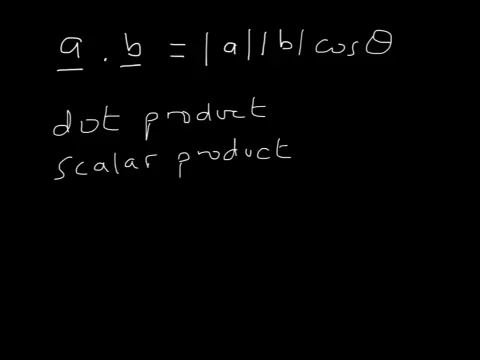 a . b = |a||b| cosθ
dot product
scalar product